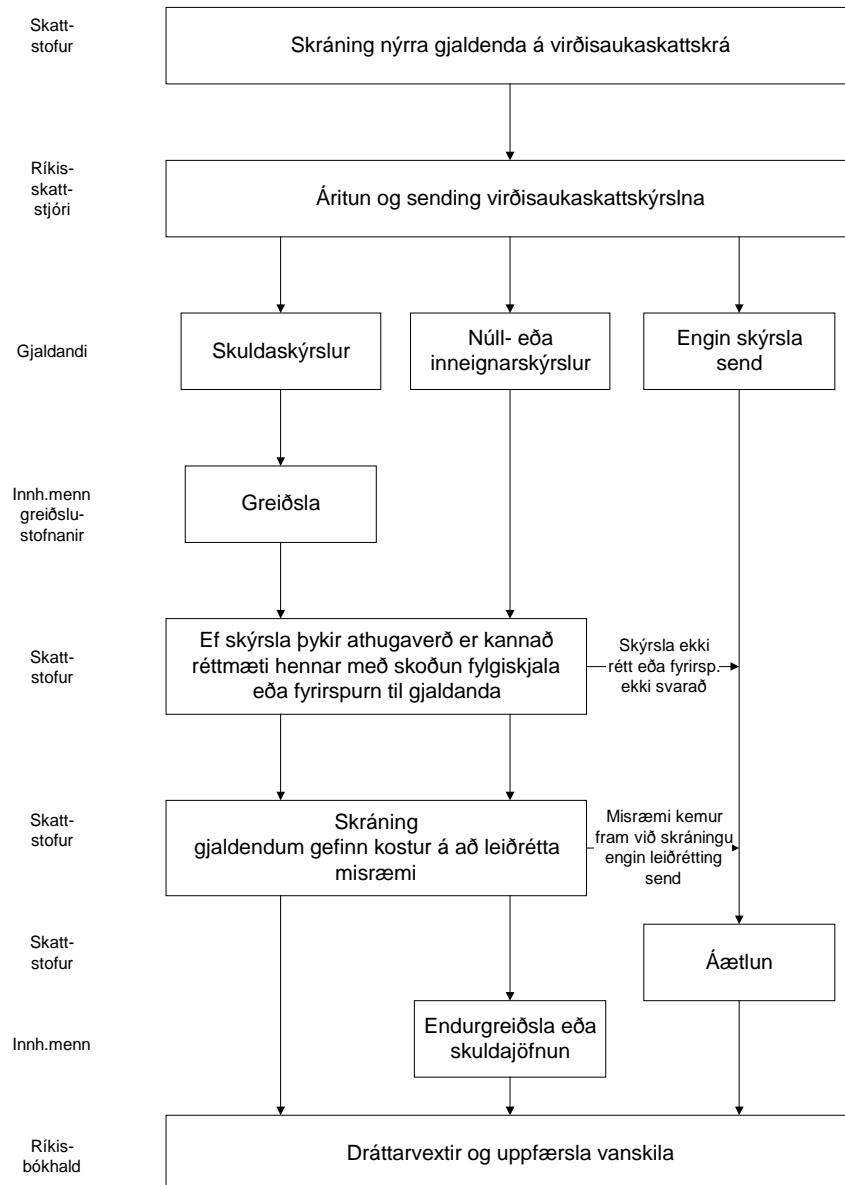 Skatt-
stofur
Skráning nýrra gjaldenda á virðisaukaskattskrá
Ríkis-
skatt-
stjóri
Áritun og sending virðisaukaskattskýrslna
Gjaldandi
Skuldaskýrslur
Núll- eða
inneignarskýrslur
Engin skýrsla
send
Innh.menn
greiðslu-
stofnanir
Greiðsla
Skatt-
stofur
Ef skýrsla þykir athugaverð er kannað
réttmæti hennar með skoðun fylgiskjala
eða fyrirspurn til gjaldanda
Skýrsla ekki
rétt eða fyrirsp.
ekki svarað
Skatt-
stofur
Skráning
gjaldendum gefinn kostur á að leiðrétta
misræmi
Misræmi kemur
fram við skráningu
engin leiðrétting
send
Skatt-
stofur
Áætlun
Innh.menn
Endurgreiðsla eða
skuldajöfnun
Ríkis-
bókhald
Dráttarvextir og uppfærsla vanskila